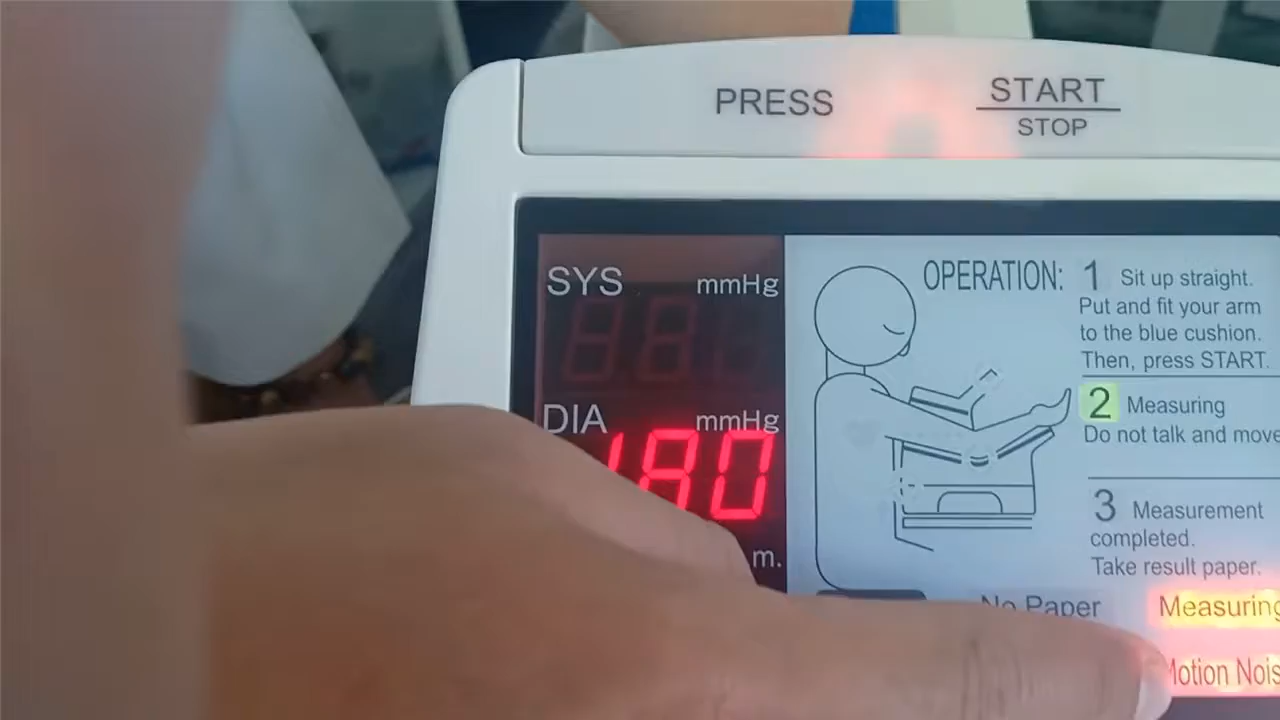 PRESS
START
STOP
SYS mmHg
DIA mmHg
180
m.
OPERATION: 1 Sit up straight.
Put and fit your arm
to the blue cushion.
Then, press START.
2 Measuring
Do not talk and move
3 Measurement
completed.
Take result paper.
No Paper
Measuring
Motion Nois